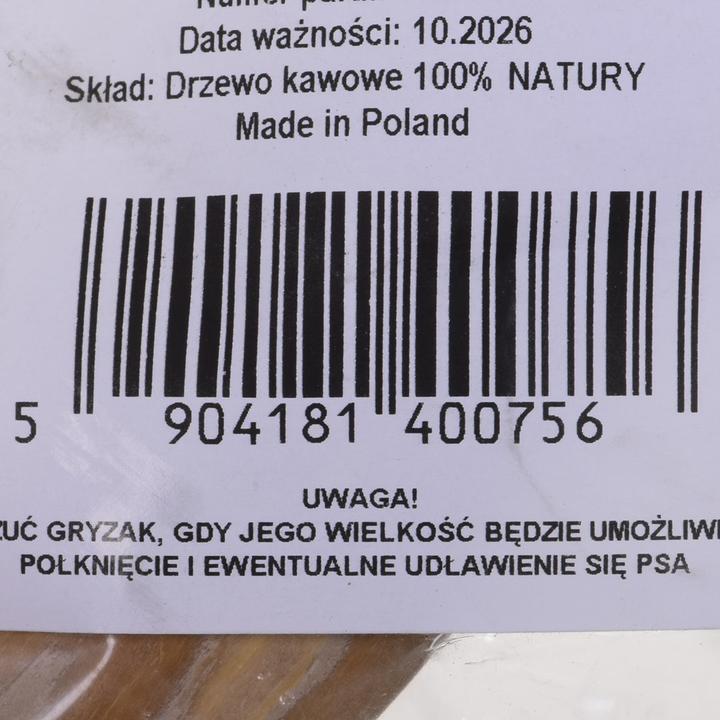 Data ważności: 10.2026
Skład: Drzewo kawowe 100% NATURY
Made in Poland
5 904181 400756
UWAGA!
GRYZAK, GDY JEGO WIELKOŚĆ BĘDZIE
POŁKNIĘCIE I EWENTUALNE UDŁAWIENIE SIĘ PSA